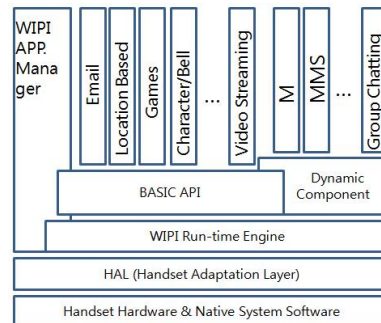 WIPI
APP.
Mana
ger
Email
Location Based
Games
Character/Bell
...
Video Streaming
M
MMS
...
Group Chatting
BASIC API
Dynamic
Component
WIPI Run-time Engine
HAL (Handset Adaptation Layer)
Handset Hardware & Native System Software